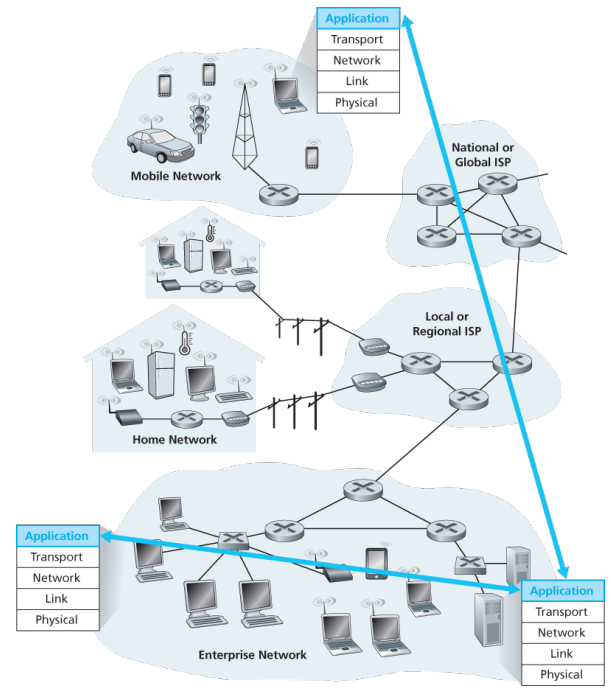 Application
Transport
Network
Link
Physical
National or
Global ISP
Mobile Network
Local or
Regional ISP
Home Network
Application
Transport
Network
Link
Physical
Application
Transport
Network
Link
Physical
Enterprise Network